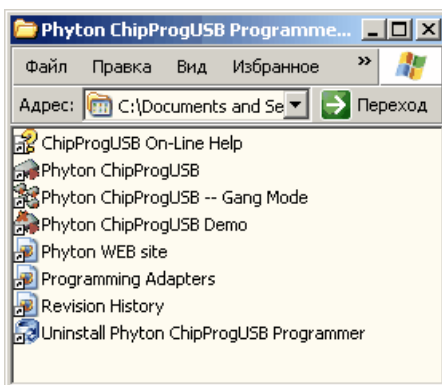 Phyton ChipProgUSB Programme...
Файл Правка Вид Избранное »
Адрес: C:\Documents and Se Переход
ChipProgUSB On-Line Help
Phyton ChipProgUSB
Phyton ChipProgUSB -- Gang Mode
Phyton ChipProgUSB Demo
Phyton WEB site
Programming Adapters
Revision History
Uninstall Phyton ChipProgUSB Programmer